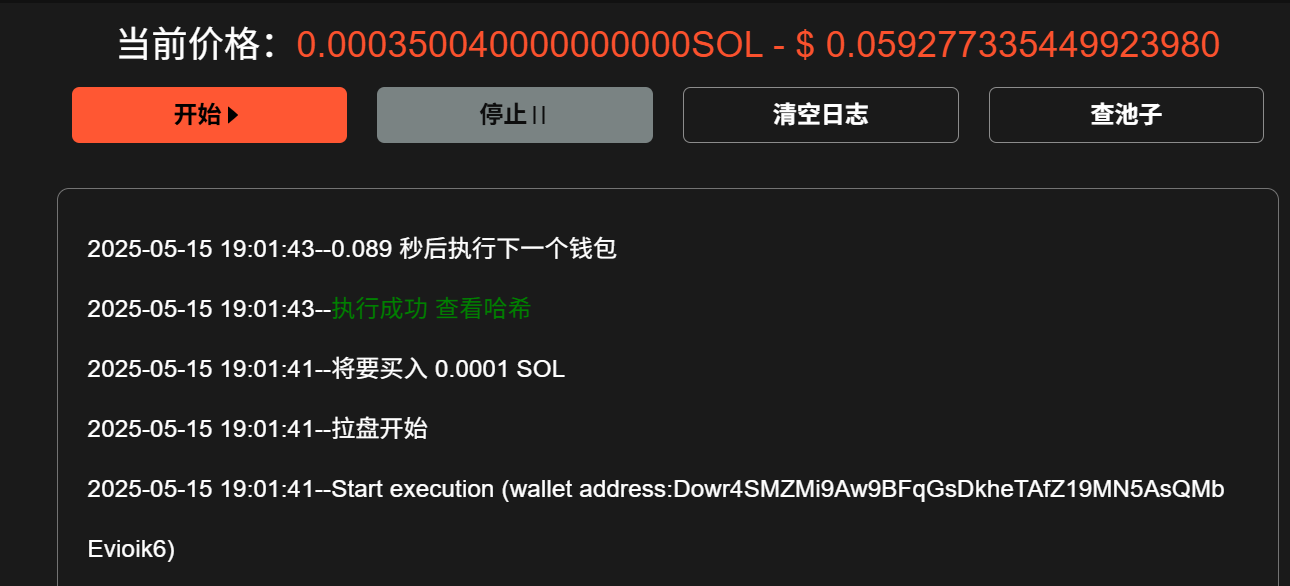 当前价格：0.000350040000000000SOL - $ 0.059277335449923980
开始 停止 清空日志 查池子
2025-05-15 19:01:43--0.089 秒后执行下一个钱包
2025-05-15 19:01:43--执行成功 查看哈希
2025-05-15 19:01:41--将要买入 0.0001 SOL
2025-05-15 19:01:41--拉盘开始
2025-05-15 19:01:41--Start execution (wallet address:Dowr4SMZMi9Aw9BFqGsDkheTAfZ19MN5AsQMb
Evioik6)